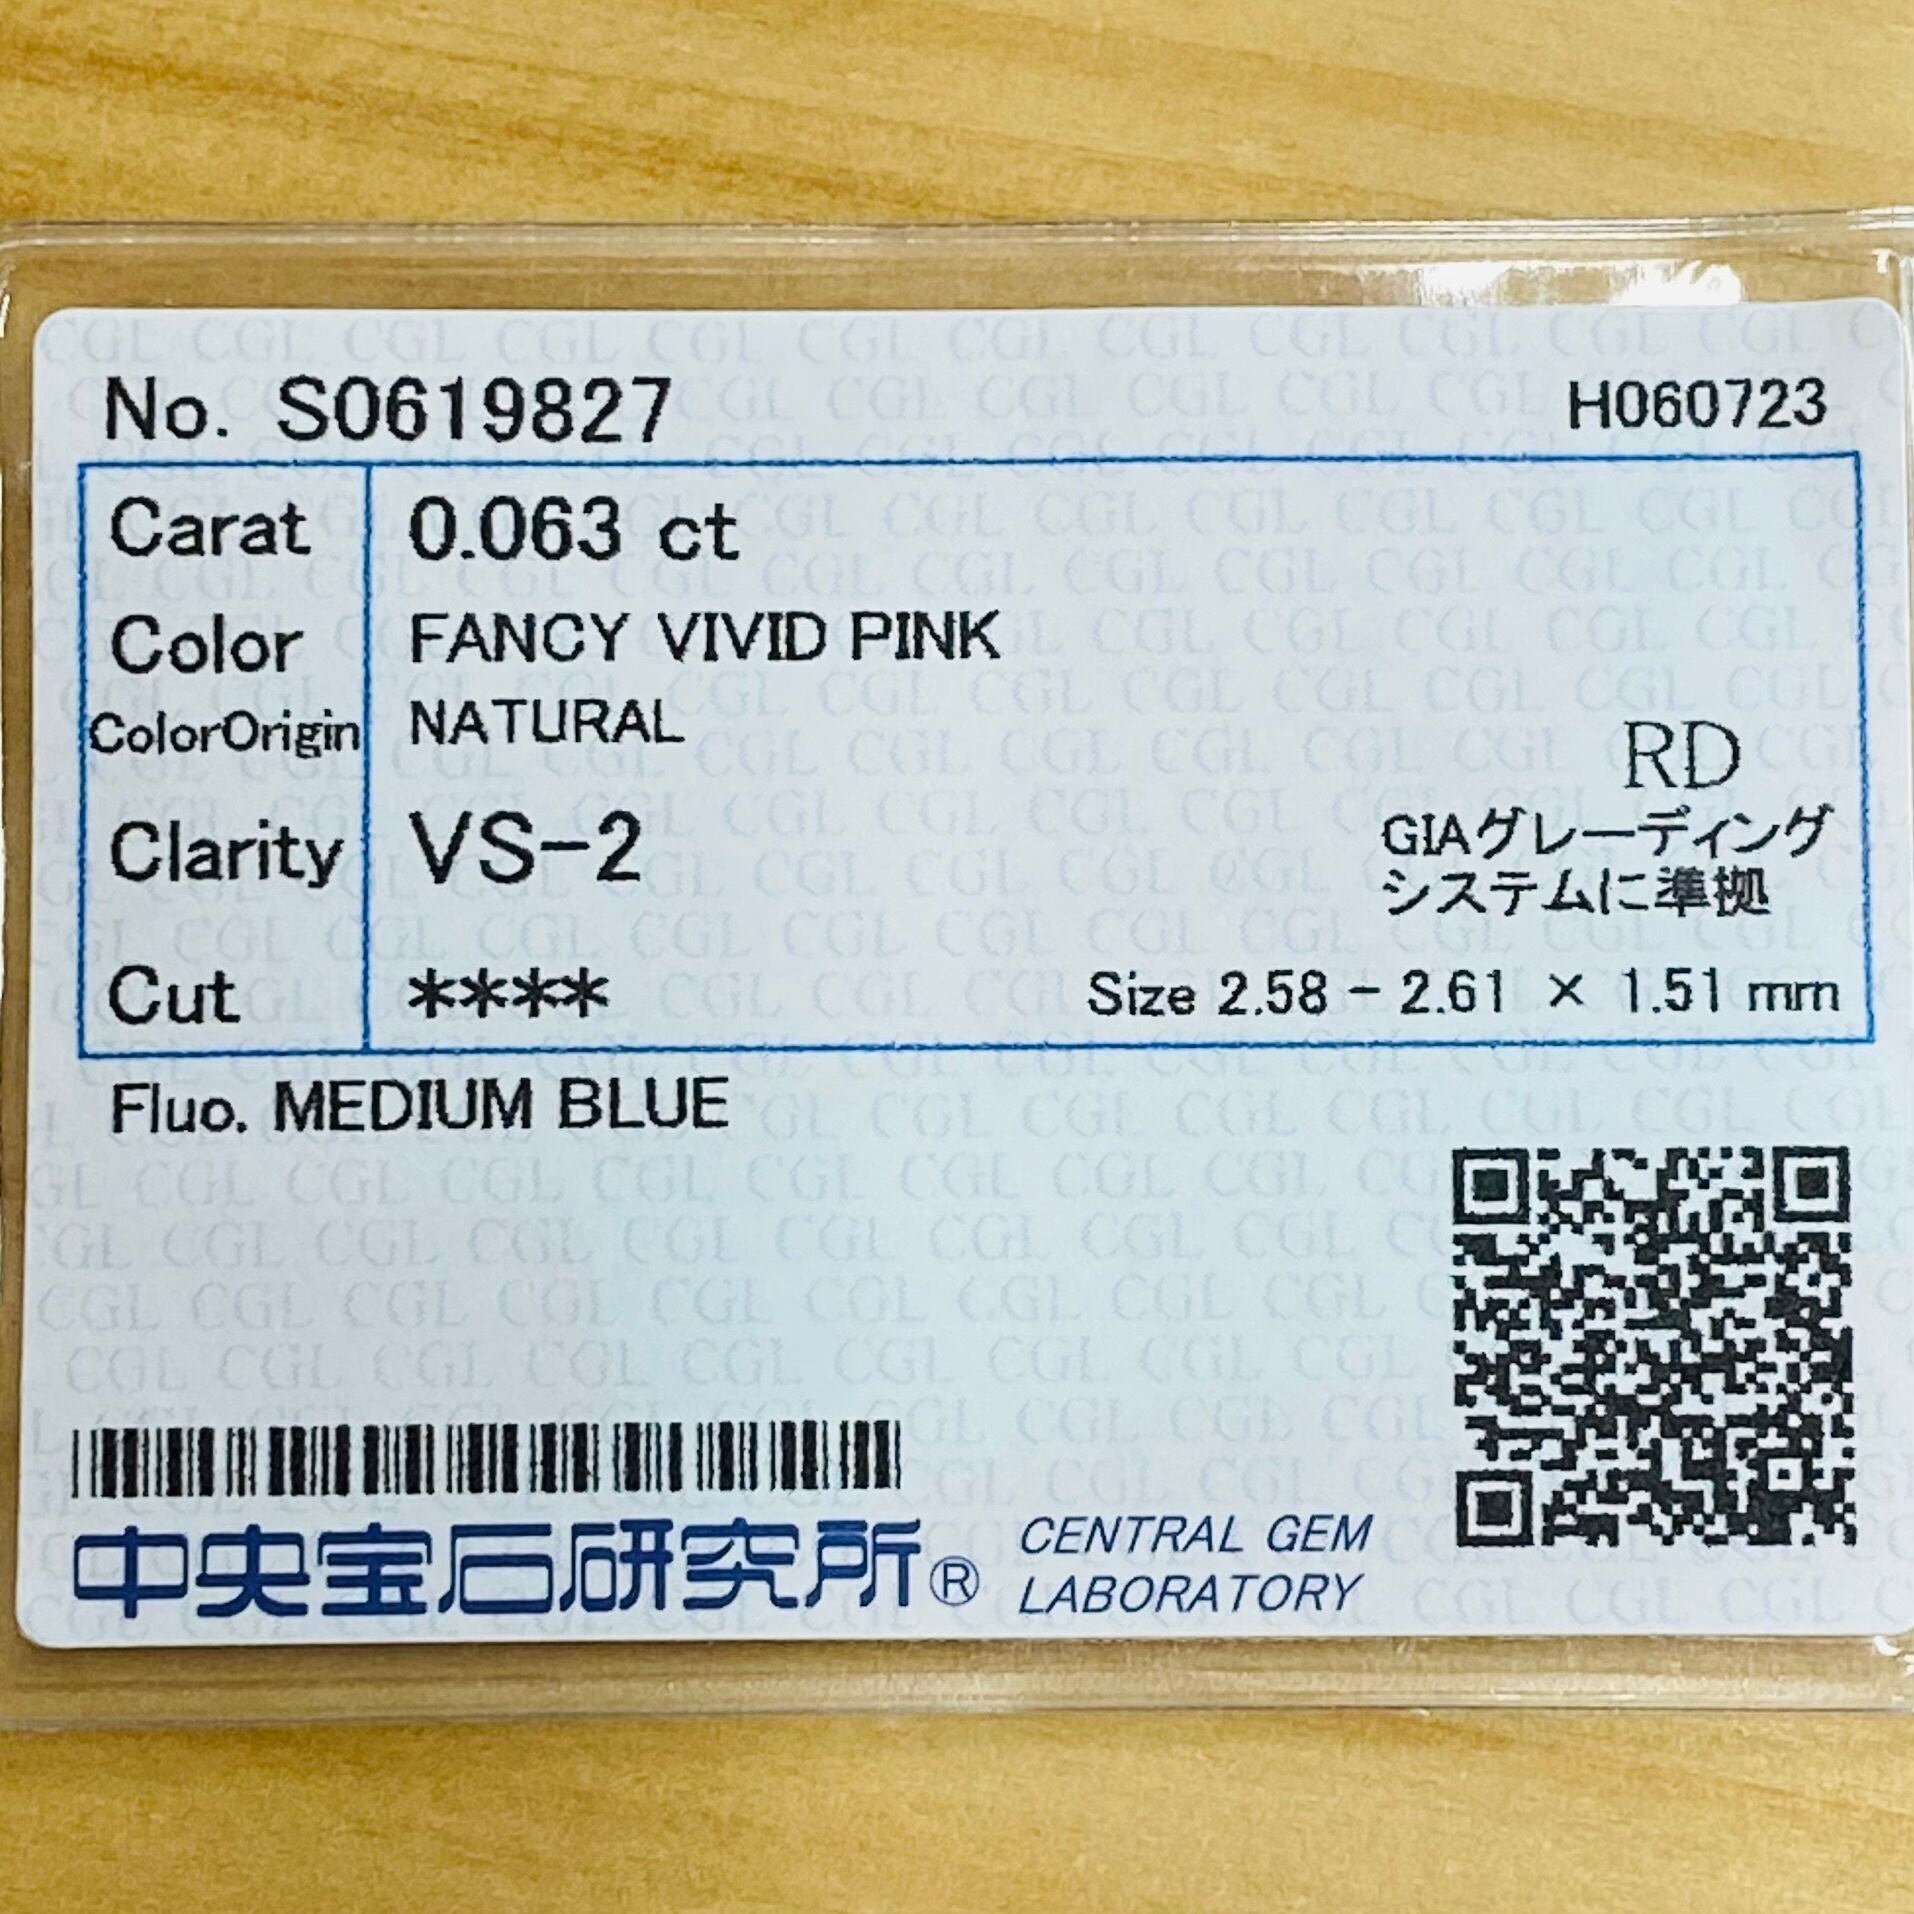 No. S0619827 H060723
Carat 0.063 ct
Color FANCY VIVID PINK
ColorOrigin NATURAL
RD
Clarity VS-2
GIAグレーディング
システムに準拠
Cut **** Size 2.58 - 2.61 × 1.51 mm
Fluo. MEDIUM BLUE
中央宝石研究所® CENTRAL GEM
LABORATORY